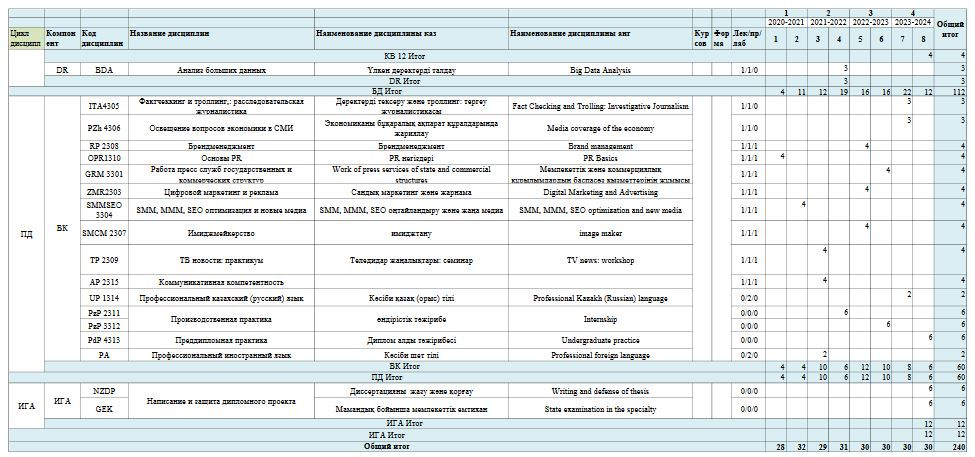 1 2 3 4
2020-2021 2021-2022 2022-2023 2023-2024 Общий итог
Цикл дисципл Компон ент Код дисциплин Название дисциплин Наименование дисциплины каз Наименование дисциплины анг Кур сов Фор ма Лек/пр/ лаб 1 2 3 4 5 6 7 8
КВ 12 Итог 4 4
DR BDA Анализ больших данных Үлкен деректерді талдау Big Data Analysis 1/1/0 3 3
DR Итог 3 3
БД Итог 4 11 12 19 16 16 22 12 112
ПД ВК
ITA4305 Фактчеккинг и троллинг,: расследовательская журналистика Деректерді тексеру және троллинг: тергеу журналистикасы Fact Checking and Trolling: Investigative Journalism 1/1/0 3 3
PZh 4306 Освещение вопросов экономики в СМИ Экономиканы бұқаралық ақпарат құралдарында жариялау Media coverage of the economy 1/1/0 3 3
RP 2308 Брендменеджмент Брендменеджмент Brand management 1/1/1 4 4
OPR1310 Основы PR PR негіздері PR Basics 1/1/1 4 4
GRM 3301 Работа пресс служб государственных и коммерческих структур Work of press services of state and commercial structures Мемлекеттік және коммерциялық құрылымдардың баспасөз қызметтерінің жұмысы 1/1/1 4 4
ZMR2303 Цифровой маркетинг и реклама Сандық маркетинг және жарнама Digital Marketing and Advertising 1/1/1 4 4
SMMSEO 3304 SMM, MMM, SEO оптимизация и новые медиа SMM, MMM, SEO оңтайландыру және жаңа медиа SMM, MMM, SEO optimization and new media 1/1/1 4 4
SMCM 2307 Имиджмейкерство имиджтану image maker 1/1/1 4 4
TP 2309 ТВ новости: практикум Теледидар жаңалықтары: семинар TV news: workshop 1/1/1 4 4
AP 2315 Коммуникативная компетентность 1/1/1 4 4
UP 1314 Профессиональный казахский (русский) язык Кәсіби қазақ (орыс) тілі Professional Kazakh (Russian) language 0/2/0 2 2
PzP 2311 Производственная практика өндірістік тәжірибе Internship 0/0/0 6 6
PzP 3312 0/0/0 6 6
PdP 4313 Преддипломная практика Диплом алды тәжірибесі Undergraduate practice 0/0/0 6 6
PA Профессиональный иностранный язык Кәсіби шет тілі Professional foreign language 0/2/0 2 2
ВК Итог 4 4 10 6 12 10 8 6 60
ПД Итог 4 4 10 6 12 10 8 6 60
ИГА ИГА NZDP Написание и защита дипломного проекта Диссертацияны жазу және қорғау Writing and defense of thesis 0/0/0 6 6
GEK Мамандық бойынша мемлекеттік емтихан State examination in the specialty 0/0/0 6 6
ИГА Итог 12 12
ИГА Итог 12 12
Общий итог 28 32 29 31 30 30 30 30 240